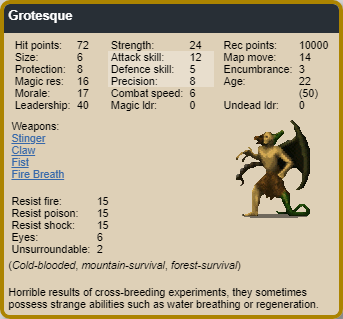 Grotesque
Hit points: 72 Strength: 24 Rec points: 10000
Size: 6 Attack skill: 12 Map move: 14
Protection: 8 Defence skill: 5 Encumbrance: 3
Magic res: 16 Precision: 8 Age: 22
Morale: 17 Combat speed: 6 (50)
Leadership: 40 Magic ldr: 0 Undead ldr: 0
Weapons:
Stinger
Claw
Fist
Fire Breath
Resist fire: 15
Resist poison: 15
Resist shock: 15
Eyes: 6
Unsurroundable: 2
(Cold-blooded, mountain-survival, forest-survival)
Horrible results of cross-breeding experiments, they sometimes
possess strange abilities such as water breathing or regeneration.